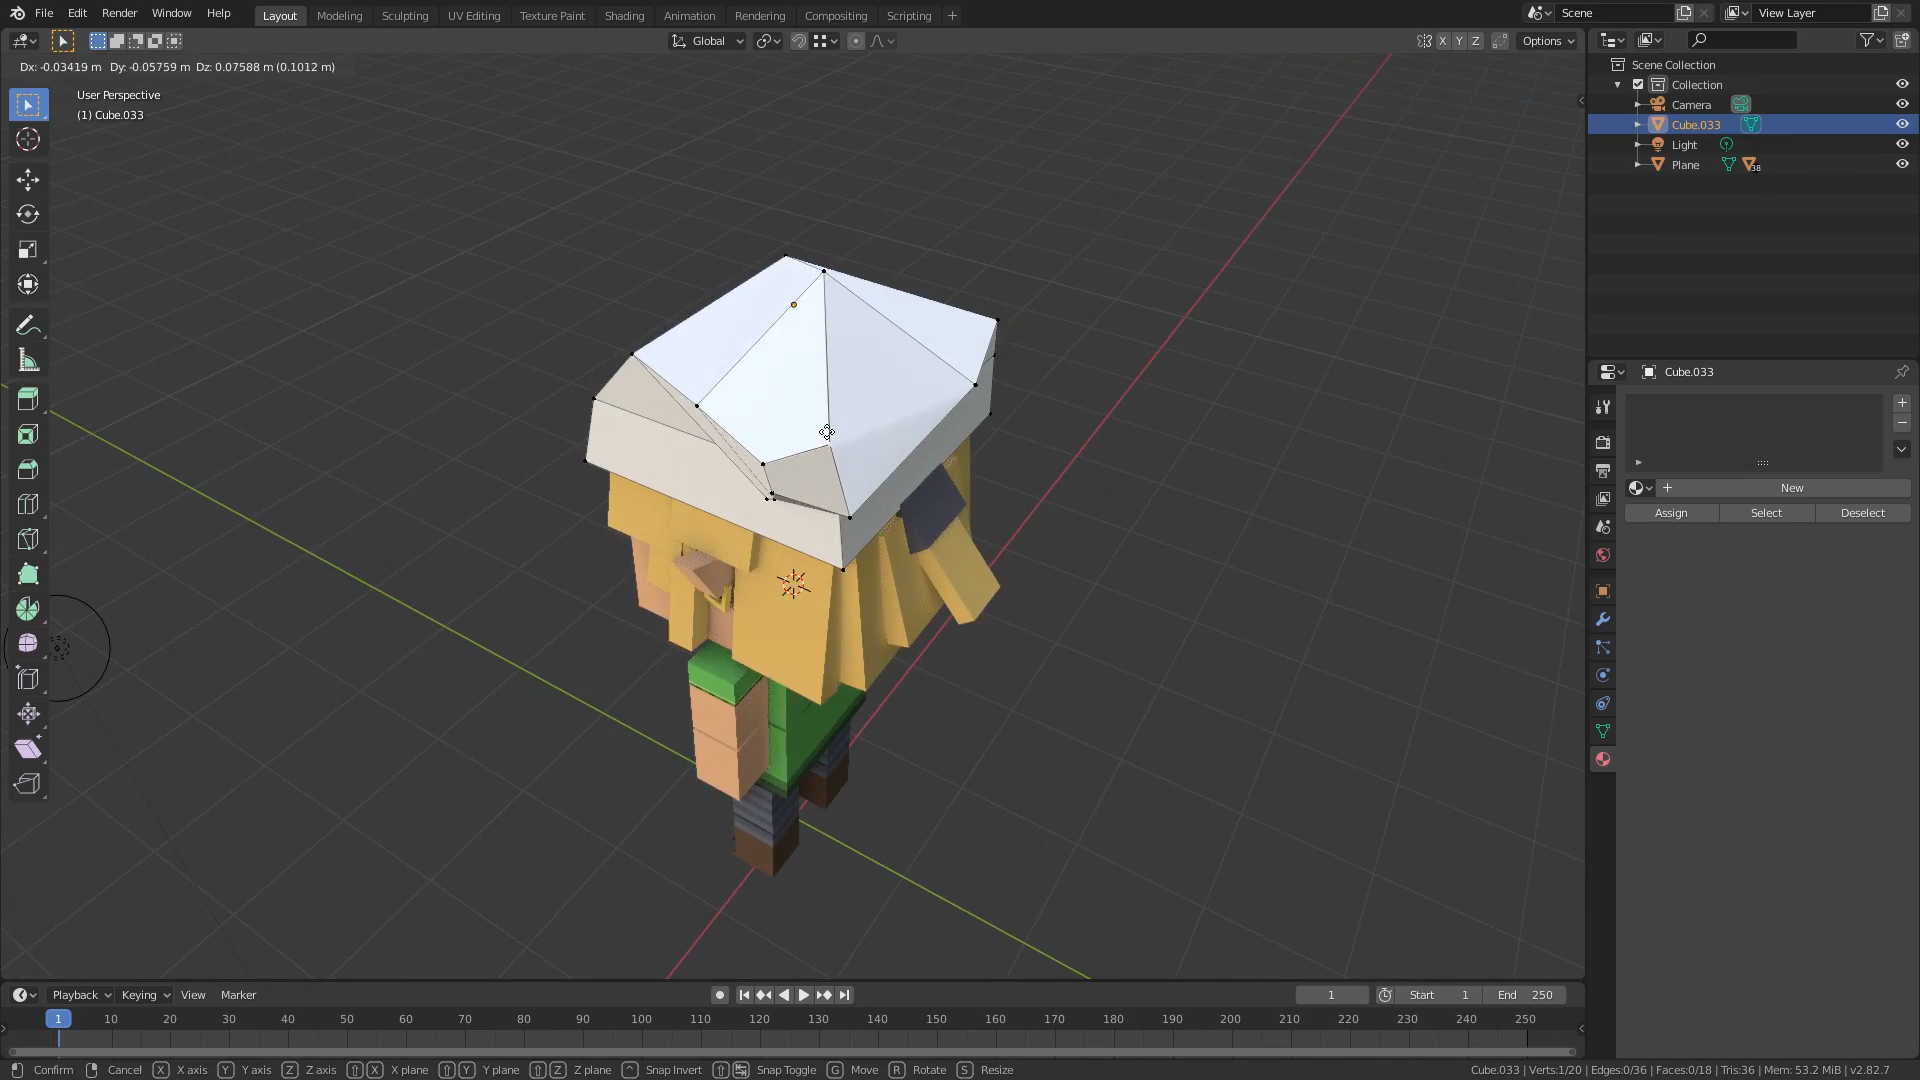 File Edit Render Window Help Layout Modeling Sculpting UV Editing Texture Paint Shading Animation Rendering Compositing Scripting + Scene View Layer
Global X Y Z Options
Dx: -0.03419 m Dy: -0.05759 m Dz: 0.07588 m (0.1012 m)
User Perspective
(1) Cube.033
Scene Collection
Collection
Camera
Cube.033
Light
Plane 38
Cube.033
+ New
Assign Select Deselect
Playback Keying View Marker 1 Start 1 End 250
1 10 20 30 40 50 60 70 80 90 100 110 120 130 140 150 160 170 180 190 200 210 220 230 240 250
Confirm Cancel X X axis Y Y axis Z Z axis X X plane Y Y plane Z Z plane ^ Snap Invert Snap Toggle G Move R Rotate S Resize Cube.033 | Verts:1/20 | Edges:0/36 | Faces:0/18 | Tris:36 | Mem: 53.2 MiB | v2.82.7